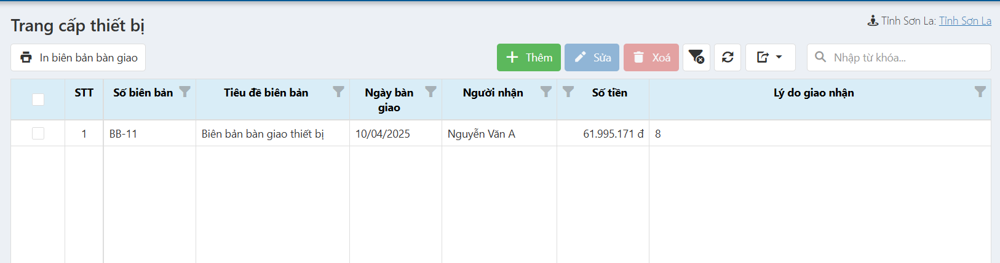 Trang cấp thiết bị
Tỉnh Sơn La: Tỉnh Sơn La
In biên bản bàn giao
Thêm
Sửa
Xoá
Nhập từ khóa...
STT
Số biên bản
Tiêu đề biên bản
Ngày bàn
giao
Người nhận
Số tiền
Lý do giao nhận
1
BB-11
Biên bản bàn giao thiết bị
10/04/2025
Nguyễn Văn A
61.995.171 đ
8